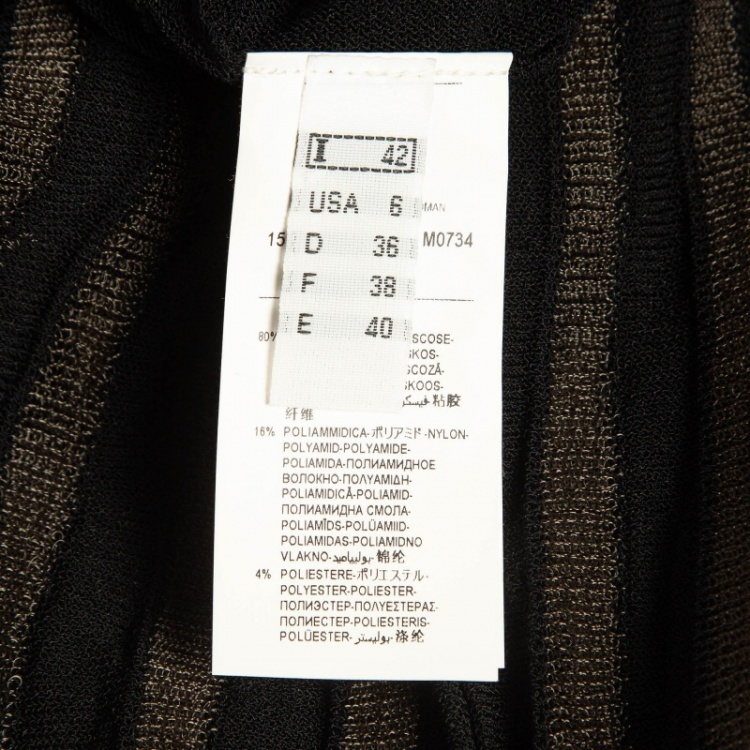 I 42
USA 6
D 36
F 38
E 40
MAN
15
M0734
80%
SCOSE-
SKOS-
SCOZĂ-
SKOOS-
粘胶
纤维
16% POLIAMMIDICA-ポリアミド-NYLON-
POLYAMID-POLYAMIDE-
POLIAMIDA-ПОЛИАМИДНОЕ
ВОЛОКНО-ΠΟΛΥΑΜΙΔΗ-
POLIAMIDICĂ-POLIAMID-
ПОЛИАМИДНА СМОЛА-
POLIAMĪDS-POLÜAMIID-
POLIAMIDAS-POLIAMIDNO
VLAKNO-بولياميد-锦纶
4% POLIESTERE-ポリエステル-
POLYESTER-POLIESTER-
ПОЛИЭСТЕР-ΠΟΛΥΕΣΤΕΡΑΣ-
ПОЛИЕСТЕР-POLIESTERIS-
POLÜESTER-بوليستر-涤纶